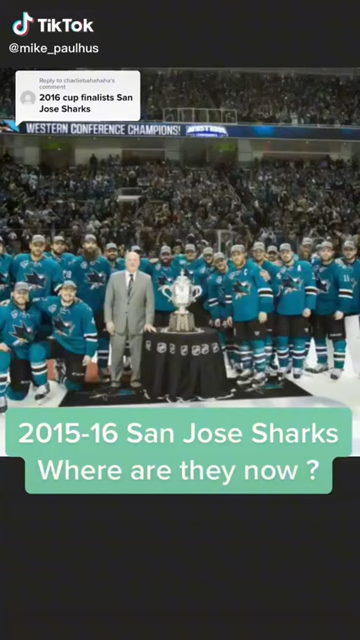 TikTok
@mike_paulhus
Reply to charliebahehaha's
comment
2016 cup finalists San
Jose Sharks
WESTERN CONFERENCE CHAMPIONS!
2015-16 San Jose Sharks
Where are they now ?